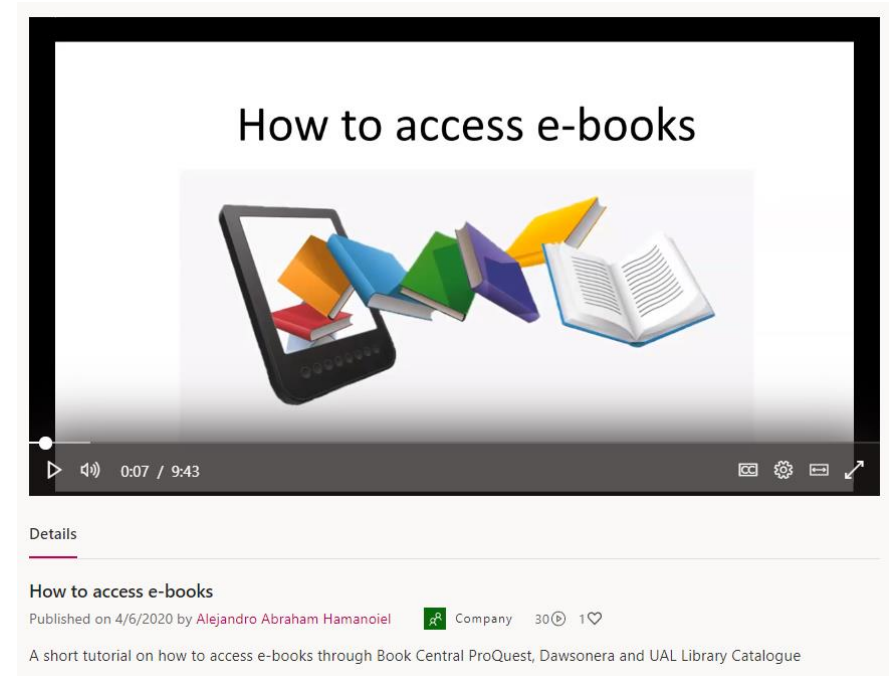 How to access e-books
0:07 / 9:43
CC
Details
How to access e-books
Published on 4/6/2020 by Alejandro Abraham Hamanoiel Company 30 1
A short tutorial on how to access e-books through Book Central ProQuest, Dawsonera and UAL Library Catalogue